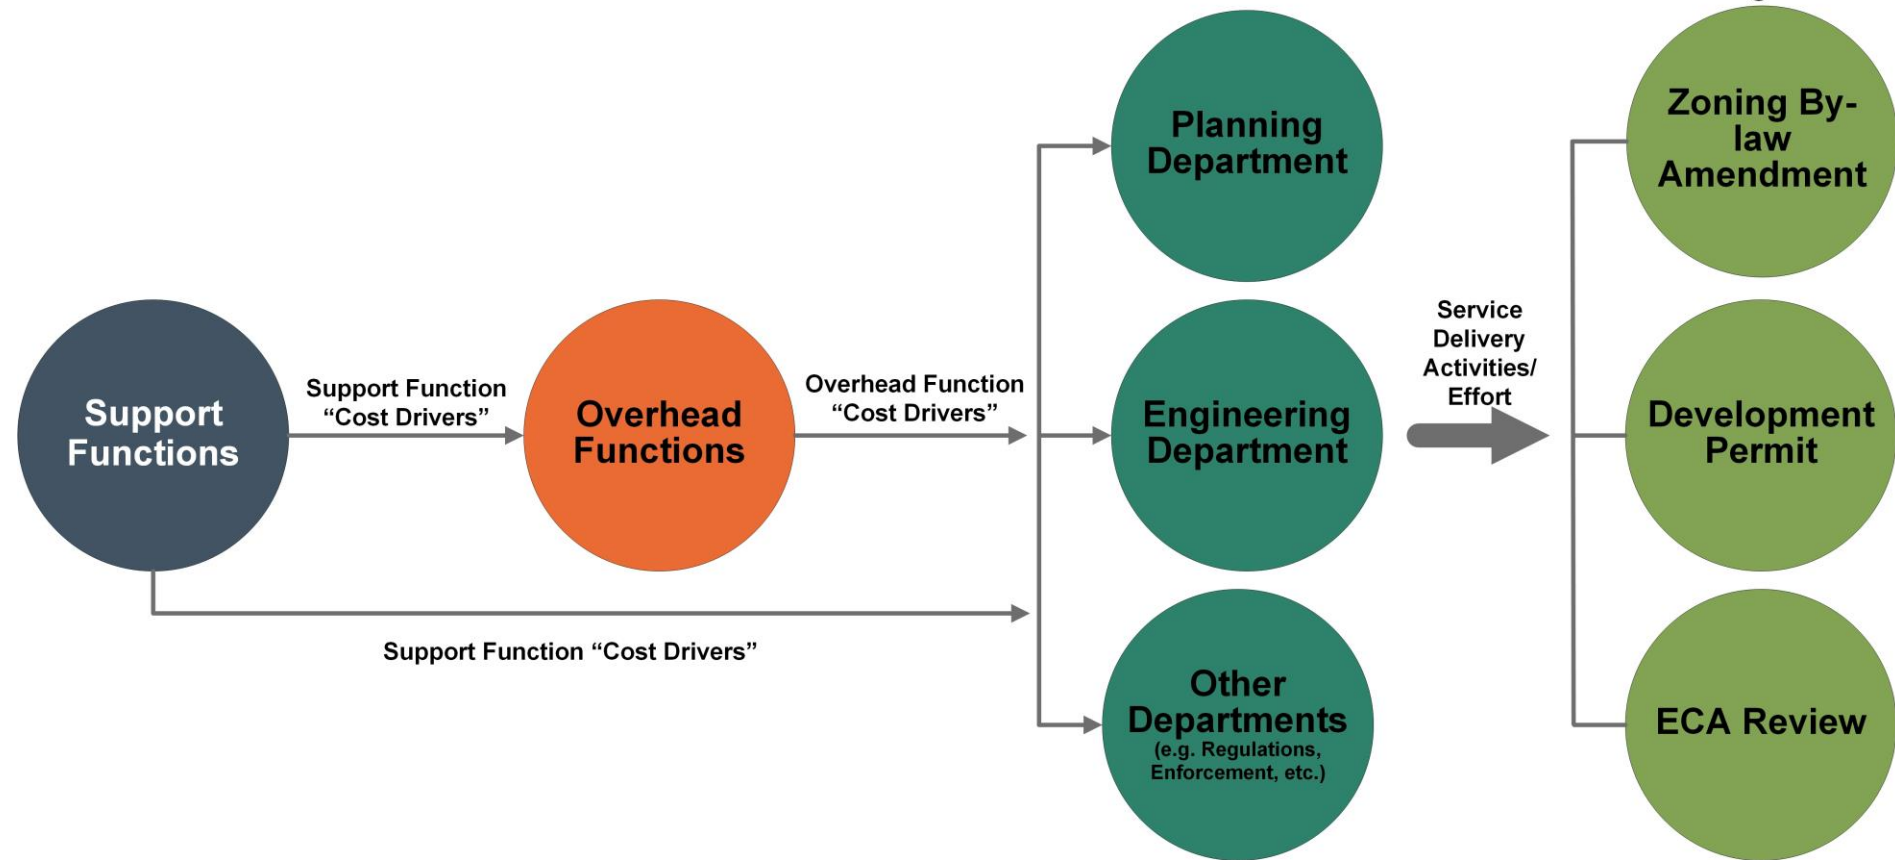 Support
Functions
Support Function
“Cost Drivers”
Overhead
Functions
Overhead Function
“Cost Drivers”
Support Function “Cost Drivers”
Planning
Department
Engineering
Department
Other
Departments
(e.g. Regulations,
Enforcement, etc.)
Service
Delivery
Activities/
Effort
Zoning By-
law
Amendment
Development
Permit
ECA Review